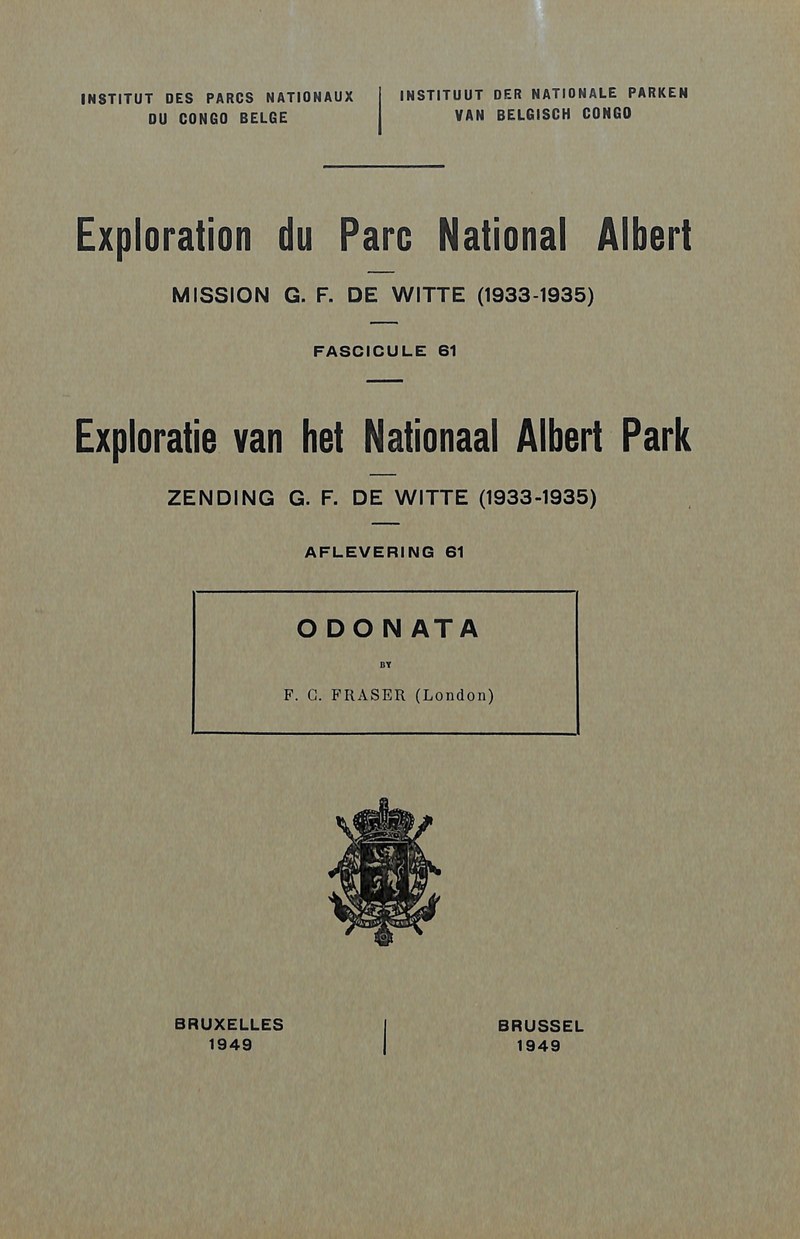 INSTITUT DES PARCS NATIONAUX
DU CONGO BELGE
INSTITUUT DER NATIONALE PARKEN
VAN BELGISCH CONGO
Exploration du Parc National Albert
MISSION G. F. DE WITTE (1933-1935)
FASCICULE 61
Exploratie van het Nationaal Albert Park
ZENDING G. F. DE WITTE (1933-1935)
AFLEVERING 61
ODONATA
BY
F. C. FRASER (London)
BRUXELLES
1949
BRUSSEL
1949